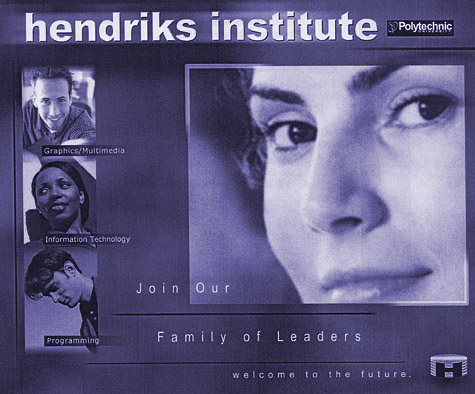 hendriks institute
Polytechnic
Graphics/Multimedia
Information Technology
Programming
Join Our
Family of Leaders
welcome to the future.